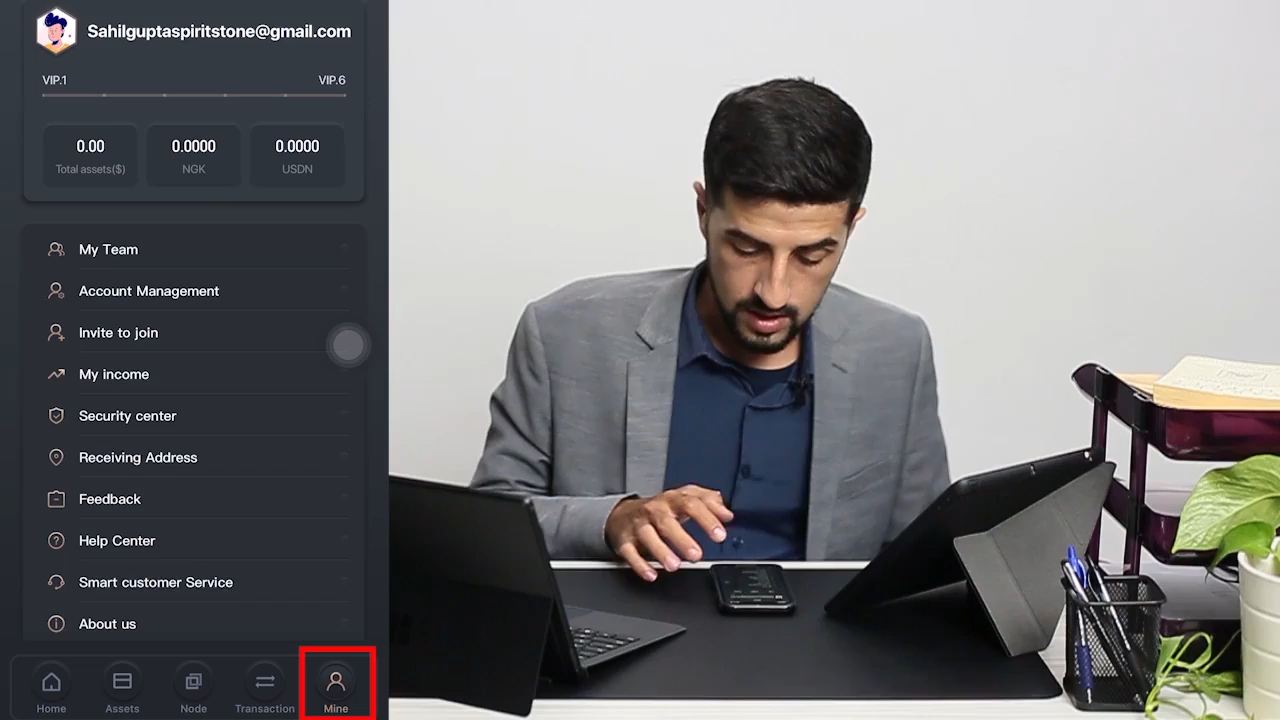 Sahilguptaspiritstone@gmail.com
VIP.1 VIP.6
0.00 0.0000 0.0000
Total assets($) NGK USDN
My Team
Account Management
Invite to join
My income
Security center
Receiving Address
Feedback
Help Center
Smart customer Service
About us
Home Assets Node Transaction Mine